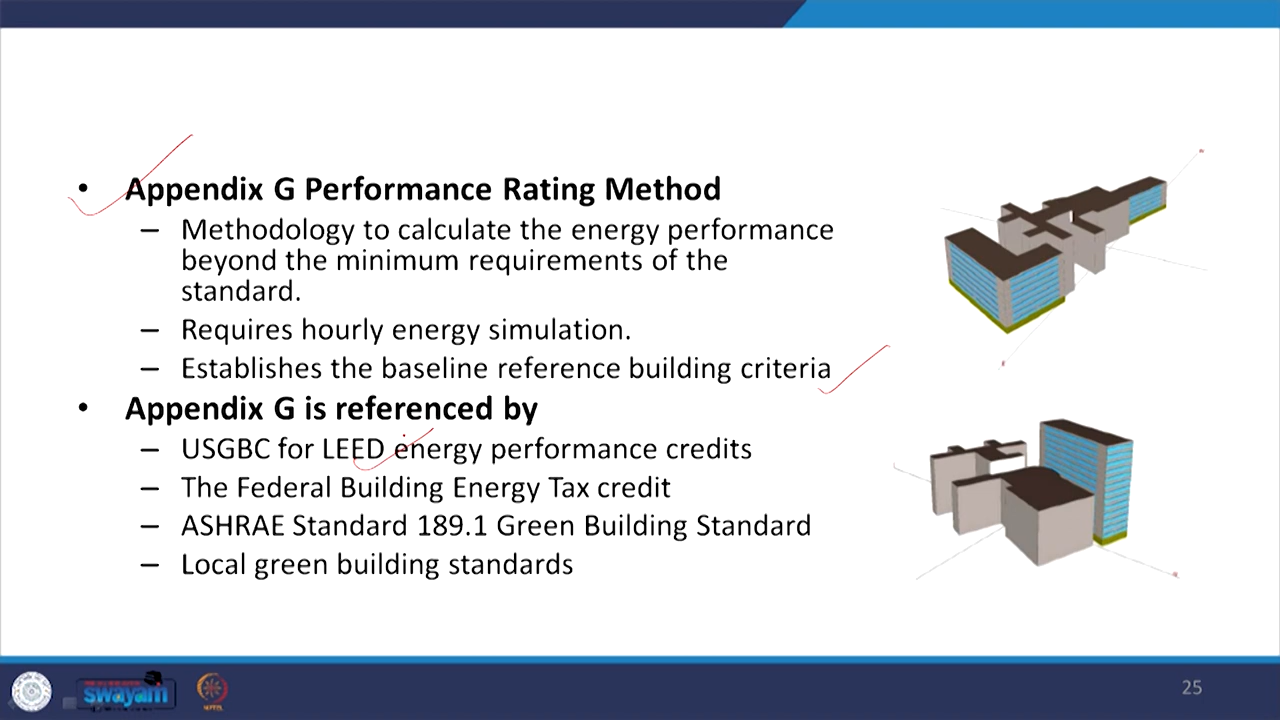 • Appendix G Performance Rating Method
– Methodology to calculate the energy performance
beyond the minimum requirements of the
standard.
– Requires hourly energy simulation.
– Establishes the baseline reference building criteria
• Appendix G is referenced by
– USGBC for LEED energy performance credits
– The Federal Building Energy Tax credit
– ASHRAE Standard 189.1 Green Building Standard
– Local green building standards
swayam
25